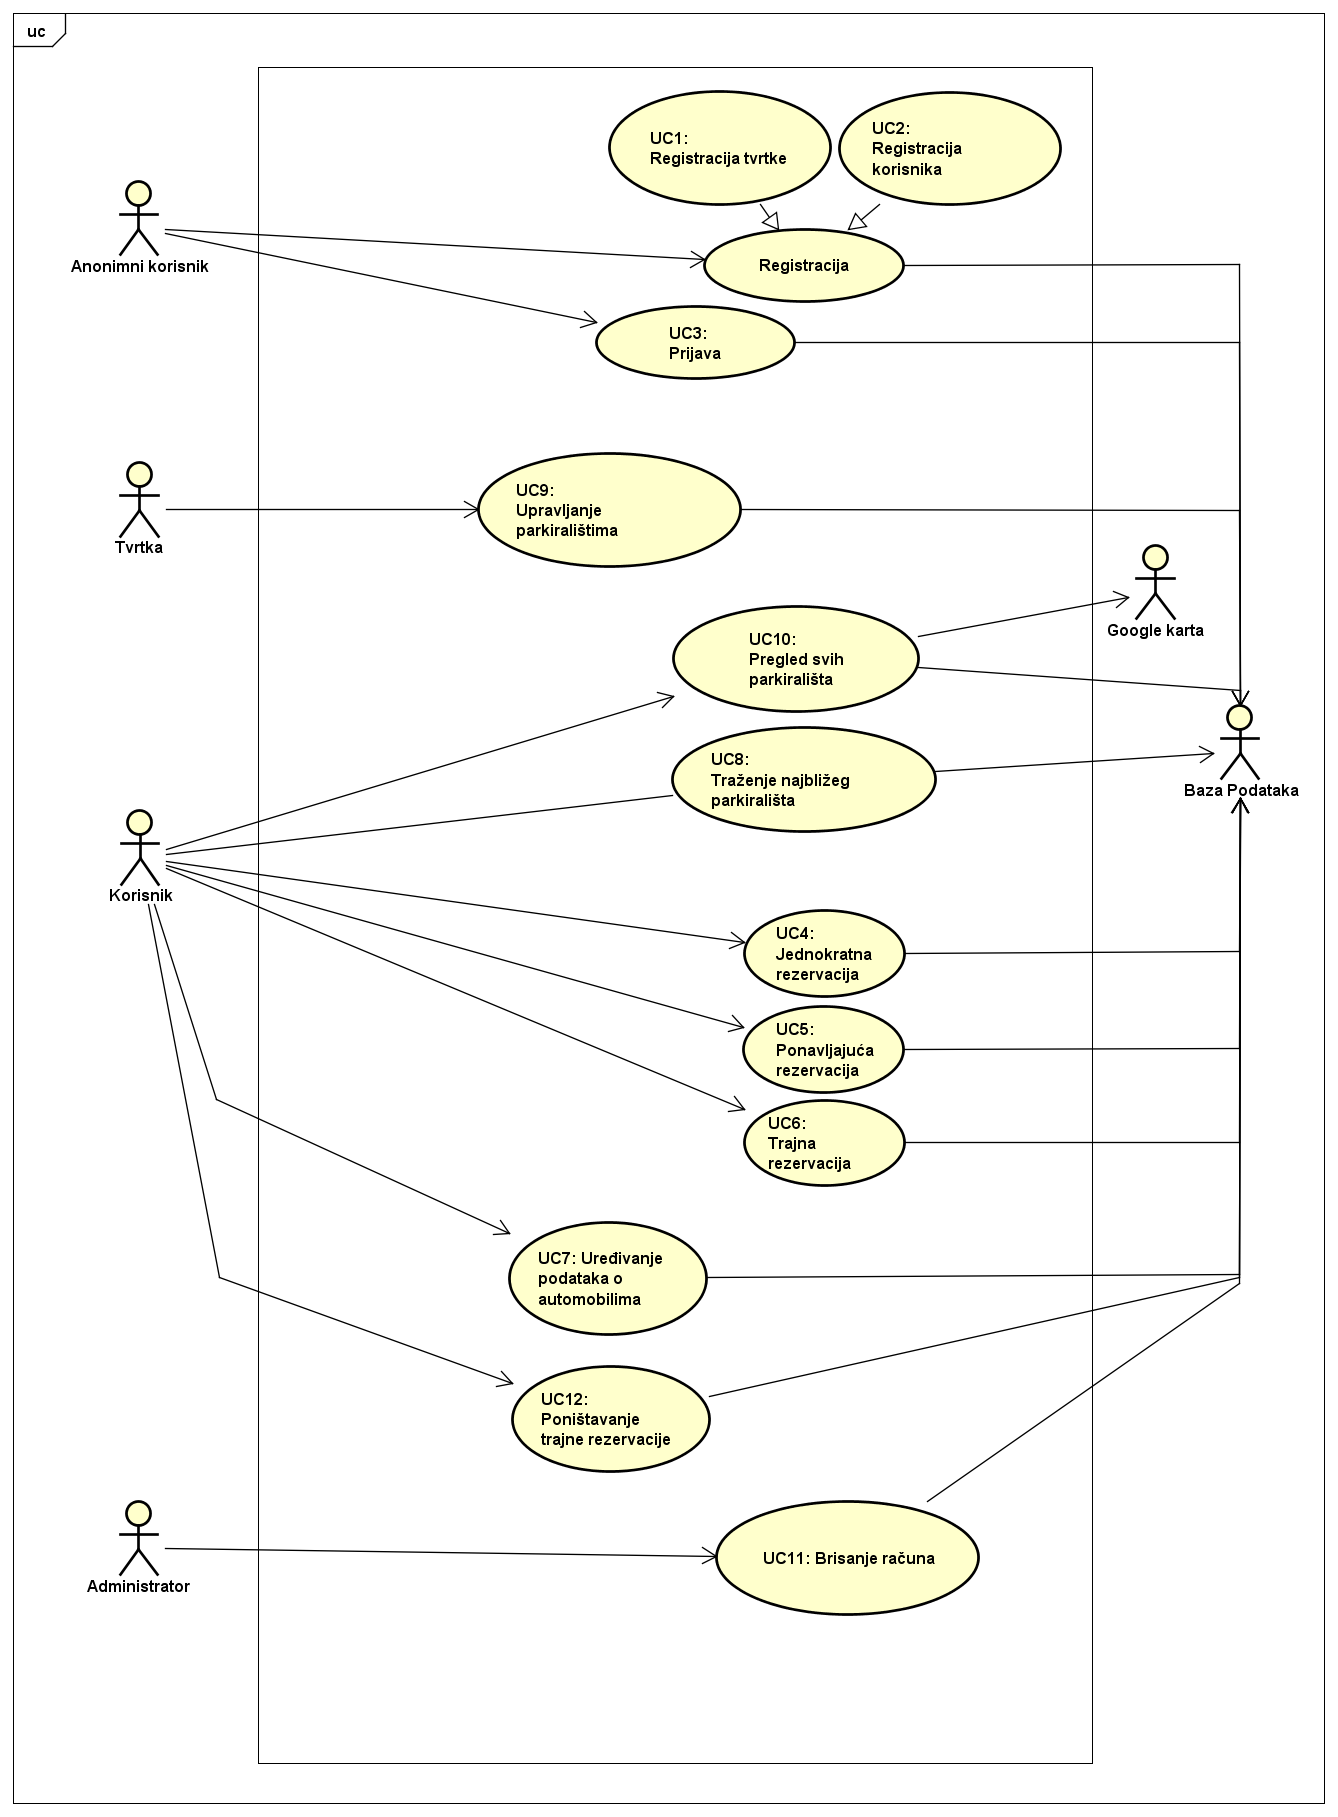 uc
UC1:
Registracija tvrtke
UC2:
Registracija
korisnika
Anonimni korisnik
Registracija
UC3:
Prijava
UC9:
Upravljanje
parkiralištima
Tvrtka
Google karta
UC10:
Pregled svih
parkirališta
UC8:
Traženje najbližeg
parkirališta
Baza Podataka
Korisnik
UC4:
Jednokratna
rezervacija
UC5:
Ponavljajuća
rezervacija
UC6:
Trajna
rezervacija
UC7: Uređivanje
podataka o
automobilima
UC12:
Poništavanje
trajne rezervacije
UC11: Brisanje računa
Administrator